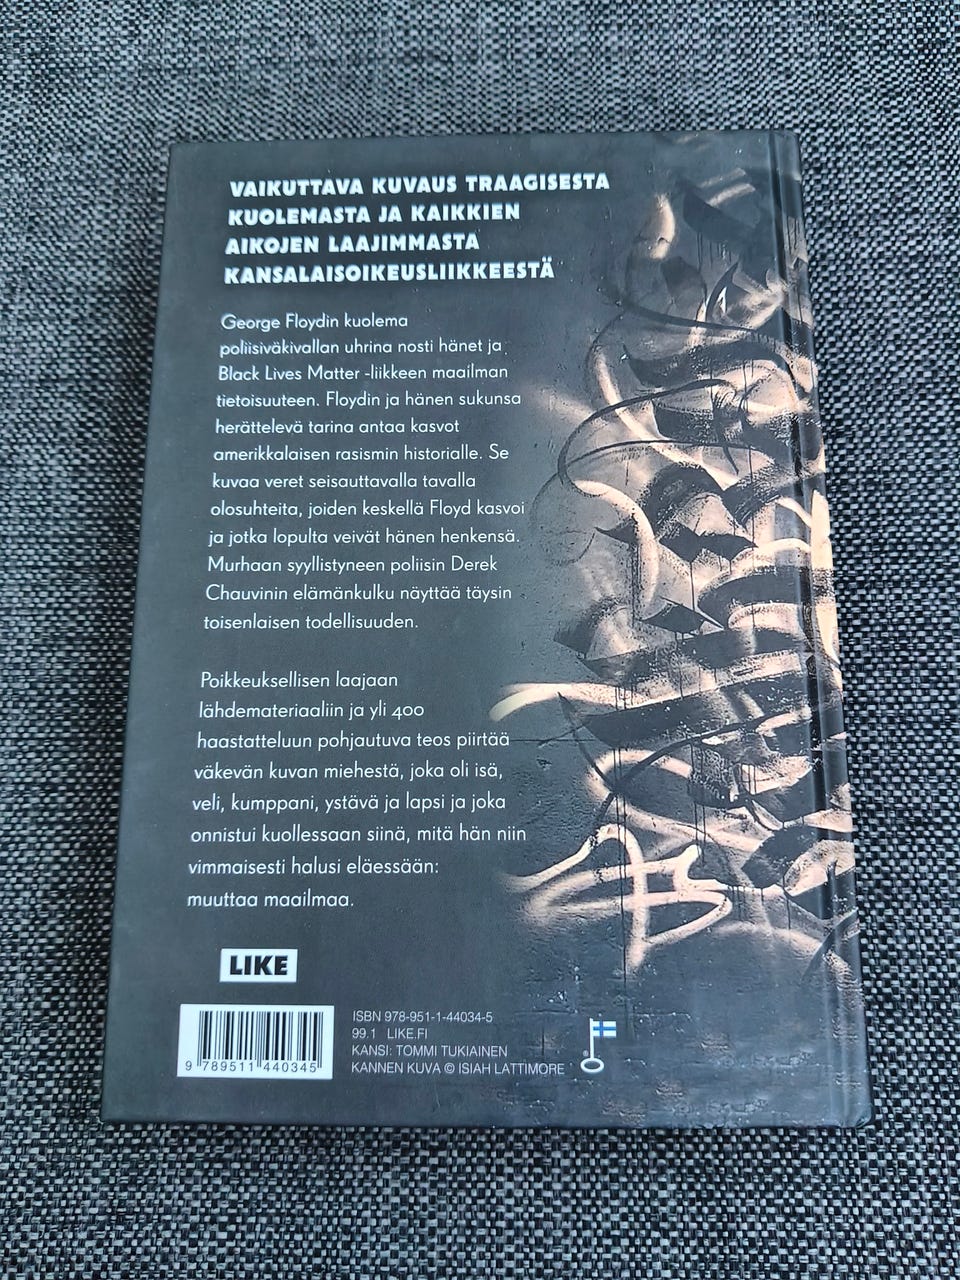 VAIKUTTAVA KUVAUS TRAAGISESTA
KUOLEMASTA JA KAIKKIEN
AIKOJEN LAAJIMMASTA
KANSALAISOIKEUSLIIKKEESTÄ
George Floydin kuolema
poliisiväkivallan uhrina nosti hänet ja
Black Lives Matter -liikkeen maailman
tietoisuuteen. Floydin ja hänen sukunsa
herättelevä tarina antaa kasvot
amerikkalaisen rasismin historialle. Se
kuvaa veret seisauttavalla tavalla
olosuhteita, joiden keskellä Floyd kasvoi
ja jotka lopulta veivät hänen henkensä.
Murhaan syyllistyneen poliisin Derek
Chauvinin elämänkulku näyttää täysin
toisenlaisen todellisuuden.
Poikkeuksellisen laajaan
lähdemateriaaliin ja yli 400
haastatteluun pohjautuva teos piirtää
väkevän kuvan miehestä, joka oli isä,
veli, kumppani, ystävä ja lapsi ja joka
onnistui kuollessaan siinä, mitä hän niin
vimmaisesti halusi eläessään:
muuttaa maailmaa.
LIKE
ISBN 978-951-1-44034-5
99.1 LIKE.FI
KANSI: TOMMI TUKIAINEN
KANNEN KUVA © ISIAH LATTIMORE
9 789511 440345